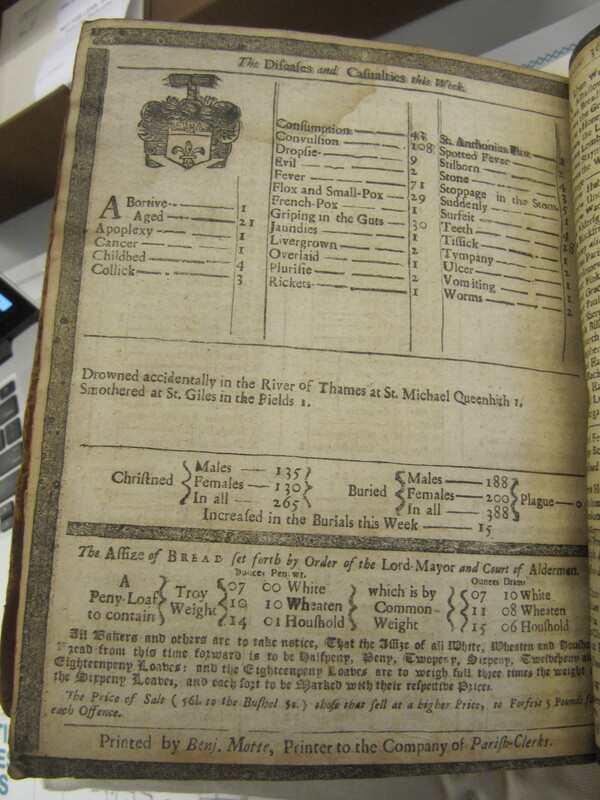 The Diseases and Casualties this Week.
ABortive 1
Aged 21
Apoplexy 1
Cancer 1
Childbed 4
Collick 3
Consumption 43
Convulsion 108
Dropsie 9
Evil 2
Fever 71
Flox and Small-Pox 29
French-Pox 1
Griping in the Guts 30
Jaundies 1
Livergrown 2
Overlaid 1
Plurisie 2
Rickets 1
St. Anthonies Fire
Spotted Fever
Stilborn
Stone
Stoppage in the Stom
Suddenly
Surfeit
Teeth
Tissick
Tympany
Ulcer
Vomiting
Worms
Drowned accidentally in the River of Thames at St. Michael Queenhith 1.
Smothered at St. Giles in the Fields 1.
Christned
Males 135
Females 130
In all 265
Buried
Males 188
Females 200
In all 388
Plague 0
Increased in the Burials this Week 15
The Assize of BREAD set forth by Order of the Lord-Mayor and Court of Aldermen.
A Peny-Loaf to contain
Troy Weight
Ounces Peny wt.
07 00 White
10 10 Wheaten
14 01 Houshold
which is by Common Weight
Ounces Drams
07 10 White
11 08 Wheaten
15 06 Houshold
All Bakers and others are to take notice, That the Assize of all White, Wheaten and
Bread from this time forward is to be Halfpeny, Peny, Twopeny, Sixpeny, Twelvepeny
Eighteenpeny Loaves: and the Eighteenpeny Loaves are to weigh full three times the weight
the Sixpeny Loaves, and each sort to be Marked with their respective Prices.
The Price of Salt (56l. to the Bushel 5s.) those that sell at a higher Price, to Forfeit 5 Pounds
each Offence.
Printed by Benj. Motte, Printer to the Company of Parish-Clerks.